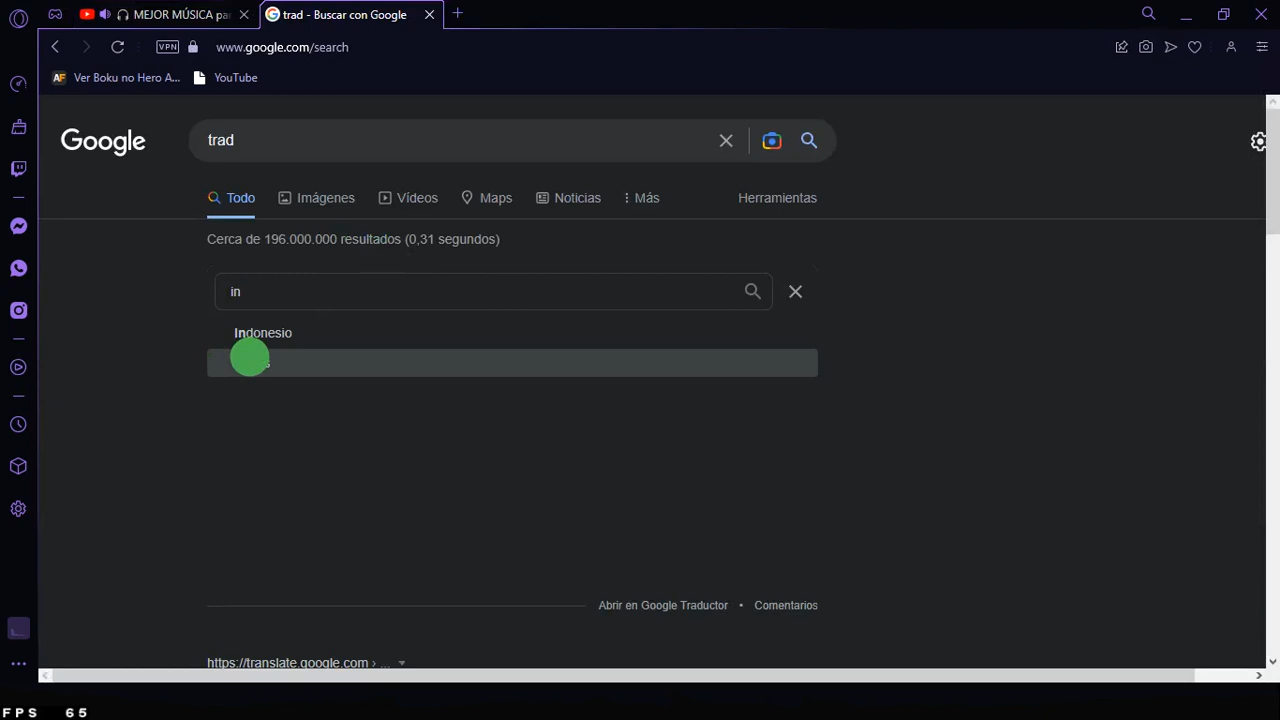 MEJOR MÚSICA pa
trad - Buscar con Google
VPN
www.google.com/search
AF Ver Boku no Hero A...
YouTube
Google
trad
Todo
Imágenes
Vídeos
Maps
Noticias
Más
Herramientas
Cerca de 196.000.000 resultados (0,31 segundos)
in
Indonesio
Abrir en Google Traductor • Comentarios
https://translate.google.com › ...
FPS 65